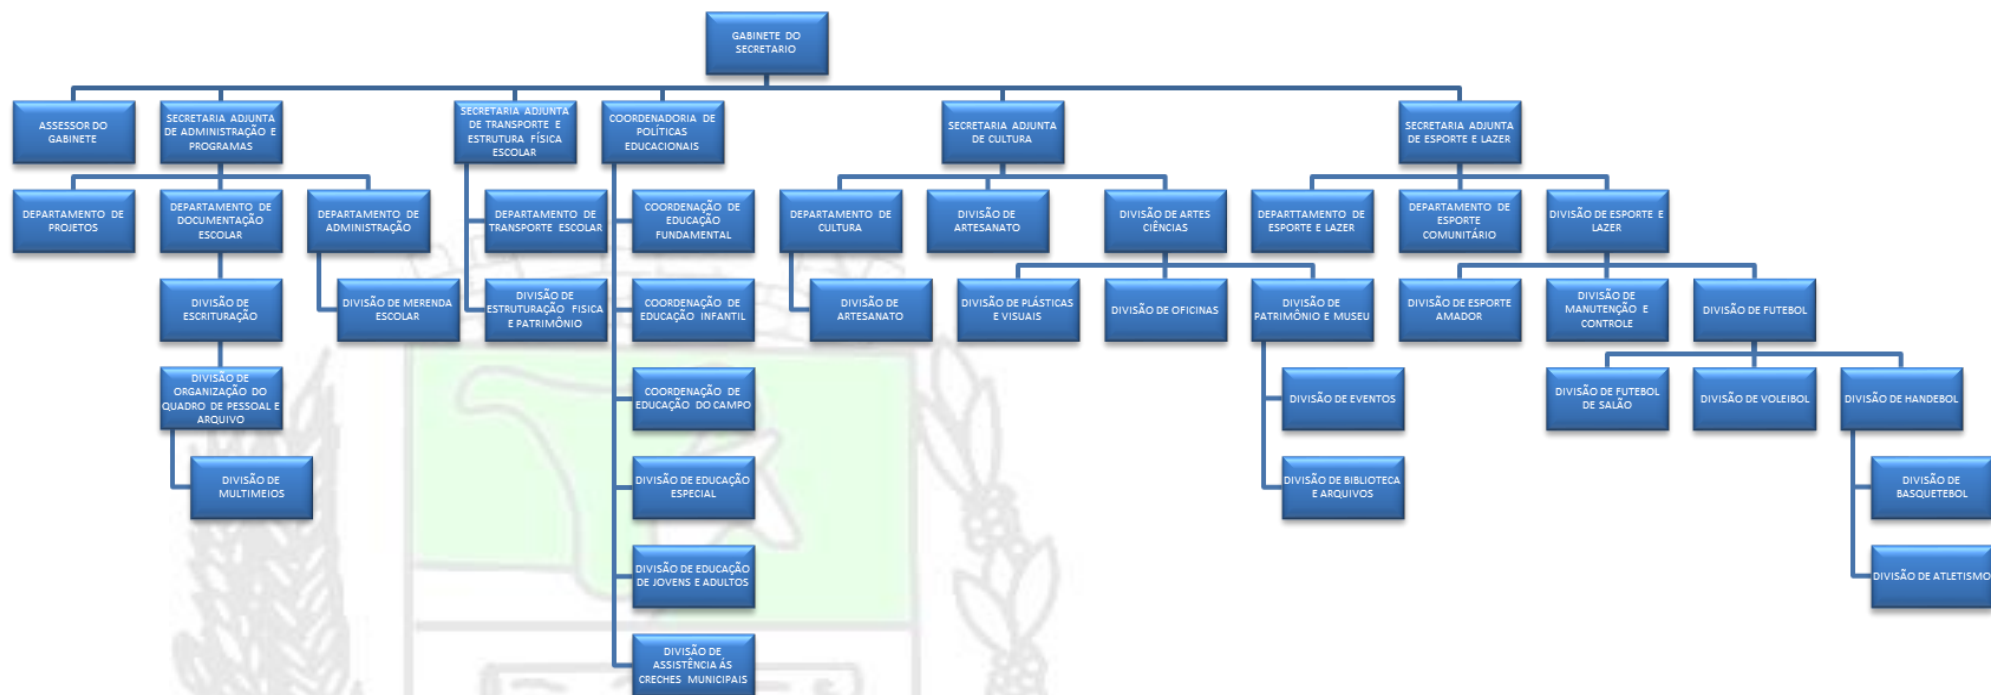 GABINETE DO
SECRETARIO
ASSESSOR DO
GABINETE
SECRETARIA ADJUNTA
DE ADMINISTRAÇÃO E
PROGRAMAS
SECRETARIA ADJUNTA
DE TRANSPORTE E
ESTRUTURA FÍSICA
ESCOLAR
COORDENADORIA DE
POLÍTICAS
EDUCACIONAIS
SECRETARIA ADJUNTA
DE CULTURA
SECRETARIA ADJUNTA
DE ESPORTE E LAZER
DEPARTAMENTO DE
PROJETOS
DEPARTAMENTO DE
DOCUMENTAÇÃO
ESCOLAR
DEPARTAMENTO DE
ADMINISTRAÇÃO
DEPARTAMENTO DE
TRANSPORTE ESCOLAR
COORDENAÇÃO DE
EDUCAÇÃO
FUNDAMENTAL
DEPARTAMENTO DE
CULTURA
DIVISÃO DE
ARTESANATO
DIVISÃO DE ARTES
CIÊNCIAS
DEPARTTAMENTO DE
ESPORTE E LAZER
DEPARTAMENTO DE
ESPORTE
COMUNITÁRIO
DIVISÃO DE ESPORTE E
LAZER
DIVISÃO DE
ESCRITURAÇÃO
DIVISÃO DE MERENDA
ESCOLAR
DIVISÃO DE
ESTRUTURAÇÃO FISICA
E PATRIMÔNIO
COORDENAÇÃO DE
EDUCAÇÃO INFANTIL
DIVISÃO DE
ARTESANATO
DIVISÃO DE PLÁSTICAS
E VISUAIS
DIVISÃO DE OFICINAS
DIVISÃO DE
PATRIMÔNIO E MUSEU
DIVISÃO DE ESPORTE
AMADOR
DIVISÃO DE
MANUTENÇÃO E
CONTROLE
DIVISÃO DE FUTEBOL
DIVISÃO DE
ORGANIZAÇÃO DO
QUADRO DE PESSOAL E
ARQUIVO
COORDENAÇÃO DE
EDUCAÇÃO DO CAMPO
DIVISÃO DE EVENTOS
DIVISÃO DE FUTEBOL
DE SALÃO
DIVISÃO DE VOLEIBOL
DIVISÃO DE HANDEBOL
DIVISÃO DE
MULTIMEIOS
DIVISÃO DE EDUCAÇÃO
ESPECIAL
DIVISÃO DE BIBLIOTECA
E ARQUIVOS
DIVISÃO DE
BASQUETEBOL
DIVISÃO DE EDUCAÇÃO
DE JOVENS E ADULTOS
DIVISÃO DE ATLETISMO
DIVISÃO DE
ASSISTÊNCIA ÁS
CRECHES MUNICIPAIS